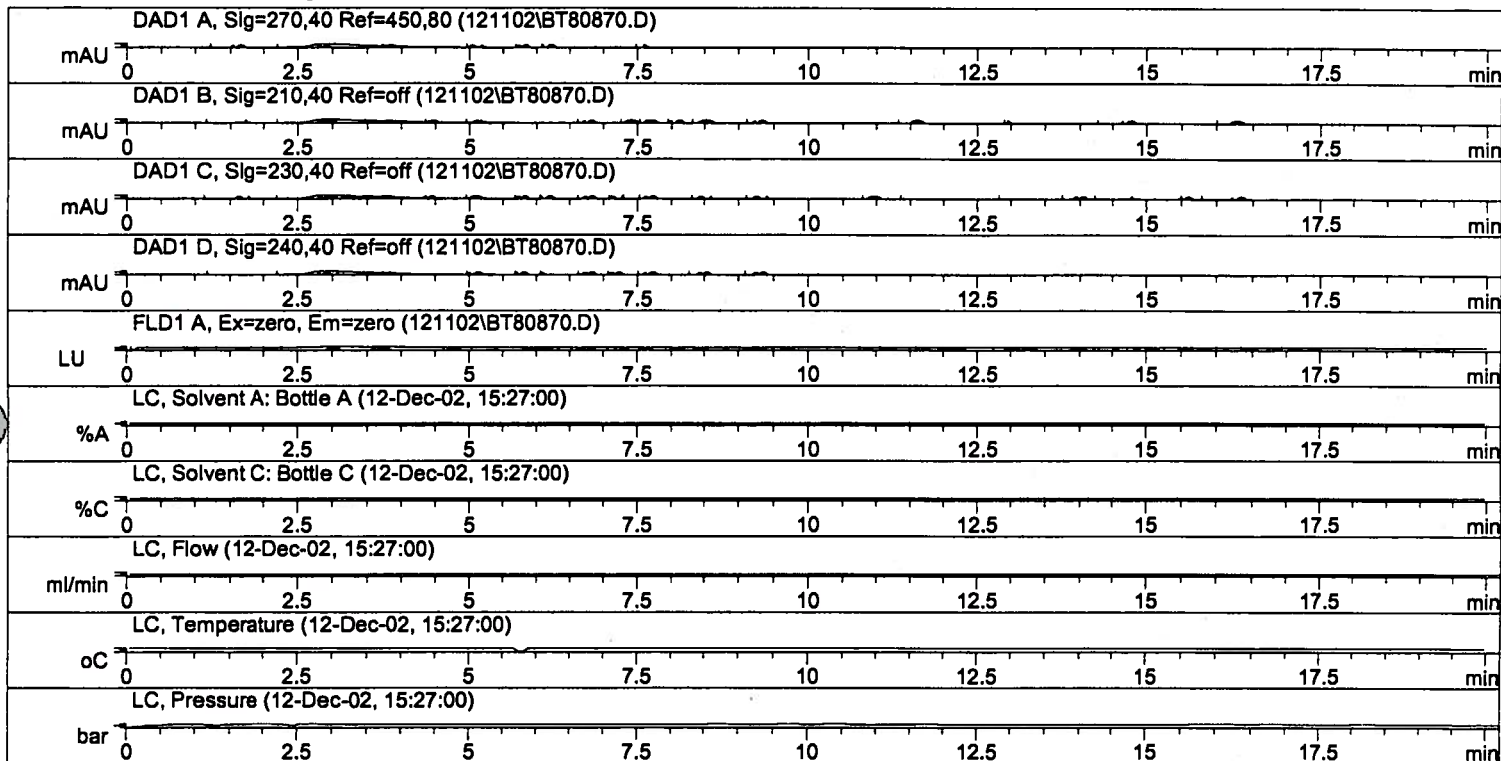 DAD1 A, Sig=270,40 Ref=450,80 (121102\BT80870.D)
mAU
0 2.5 5 7.5 10 12.5 15 17.5 min
DAD1 B, Sig=210,40 Ref=off (121102\BT80870.D)
mAU
0 2.5 5 7.5 10 12.5 15 17.5 min
DAD1 C, Sig=230,40 Ref=off (121102\BT80870.D)
mAU
0 2.5 5 7.5 10 12.5 15 17.5 min
DAD1 D, Sig=240,40 Ref=off (121102\BT80870.D)
mAU
0 2.5 5 7.5 10 12.5 15 17.5 min
FLD1 A, Ex=zero, Em=zero (121102\BT80870.D)
LU
0 2.5 5 7.5 10 12.5 15 17.5 min
LC, Solvent A: Bottle A (12-Dec-02, 15:27:00)
%A
0 2.5 5 7.5 10 12.5 15 17.5 min
LC, Solvent C: Bottle C (12-Dec-02, 15:27:00)
%C
0 2.5 5 7.5 10 12.5 15 17.5 min
LC, Flow (12-Dec-02, 15:27:00)
ml/min
0 2.5 5 7.5 10 12.5 15 17.5 min
LC, Temperature (12-Dec-02, 15:27:00)
oC
0 2.5 5 7.5 10 12.5 15 17.5 min
LC, Pressure (12-Dec-02, 15:27:00)
bar
0 2.5 5 7.5 10 12.5 15 17.5 min